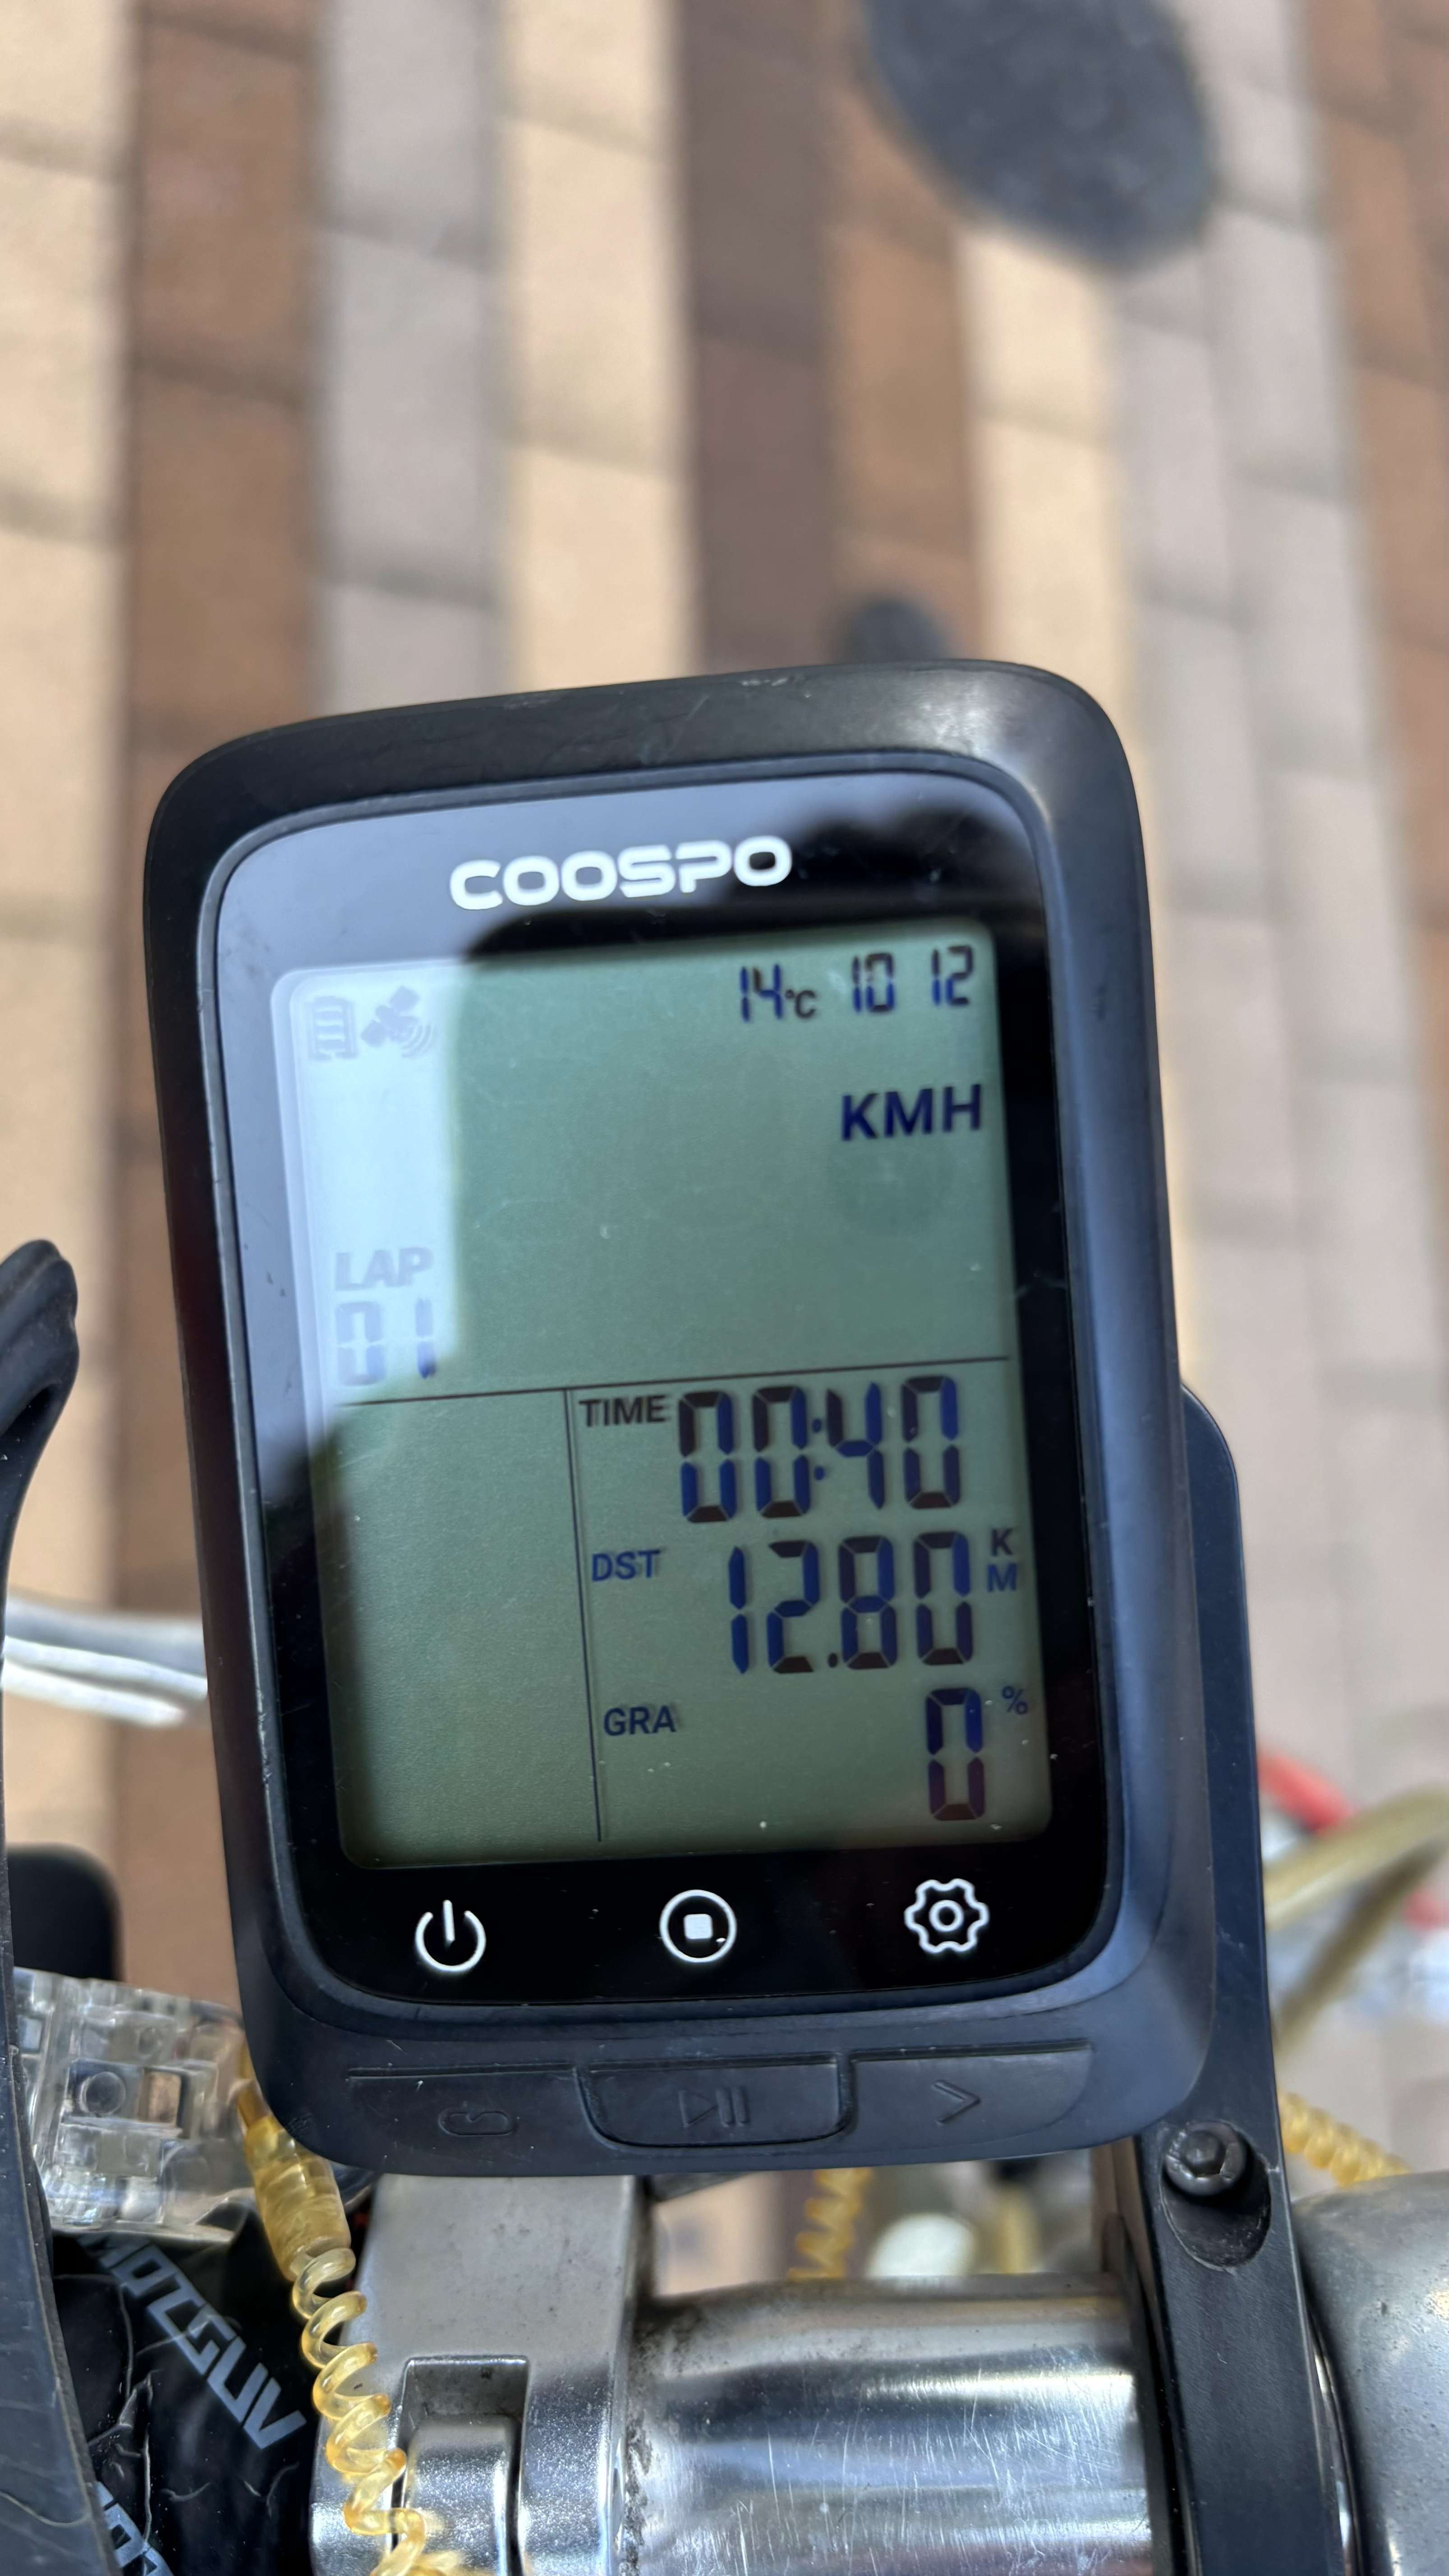 COOSPO
14°C 10 12
KMH
LAP
01
TIME 00:40
DST 12.80 KM
GRA 0 %